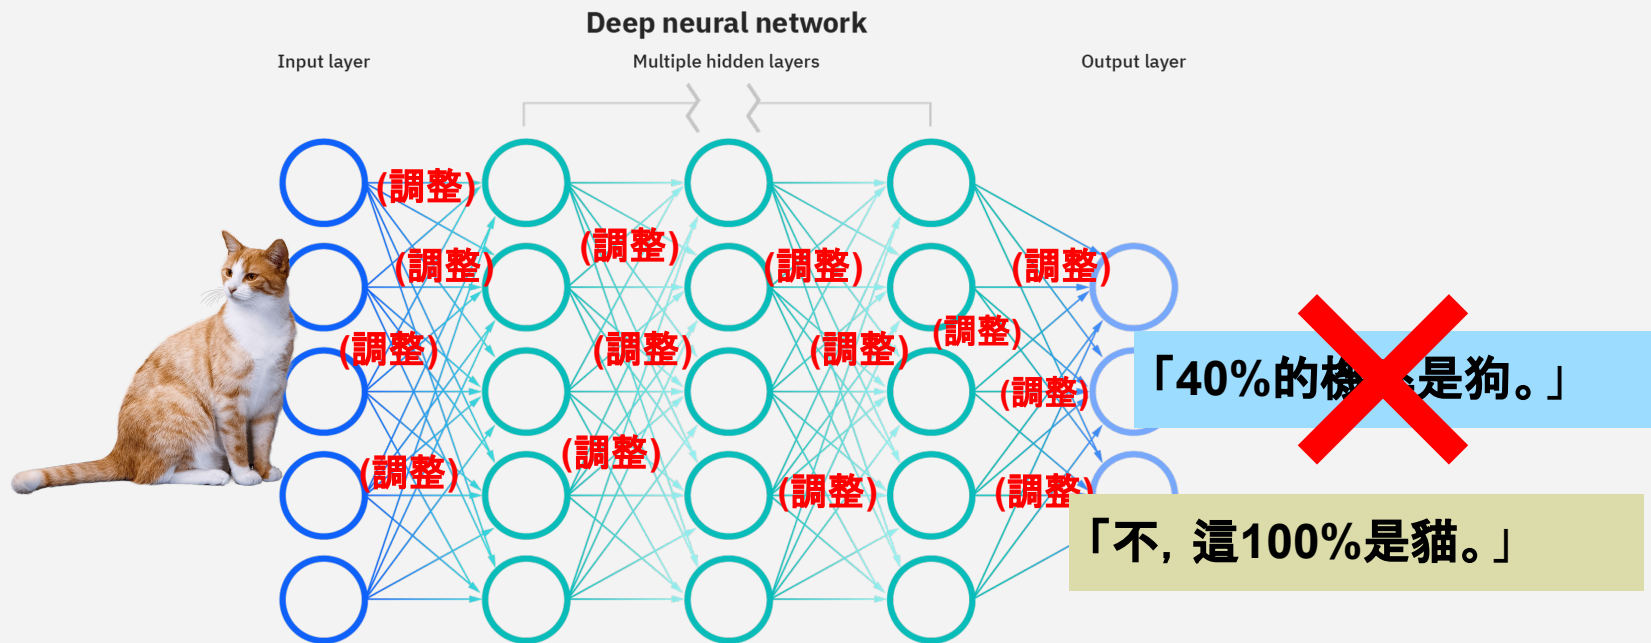 Deep neural network
Input layer
Multiple hidden layers
Output layer
(調整)
(調整)
(調整)
(調整)
(調整)
(調整)
(調整)
(調整)
(調整)
(調整)
(調整)
(調整)
(調整)
(調整)
「40%的機率是狗。」
「不，這100%是貓。」